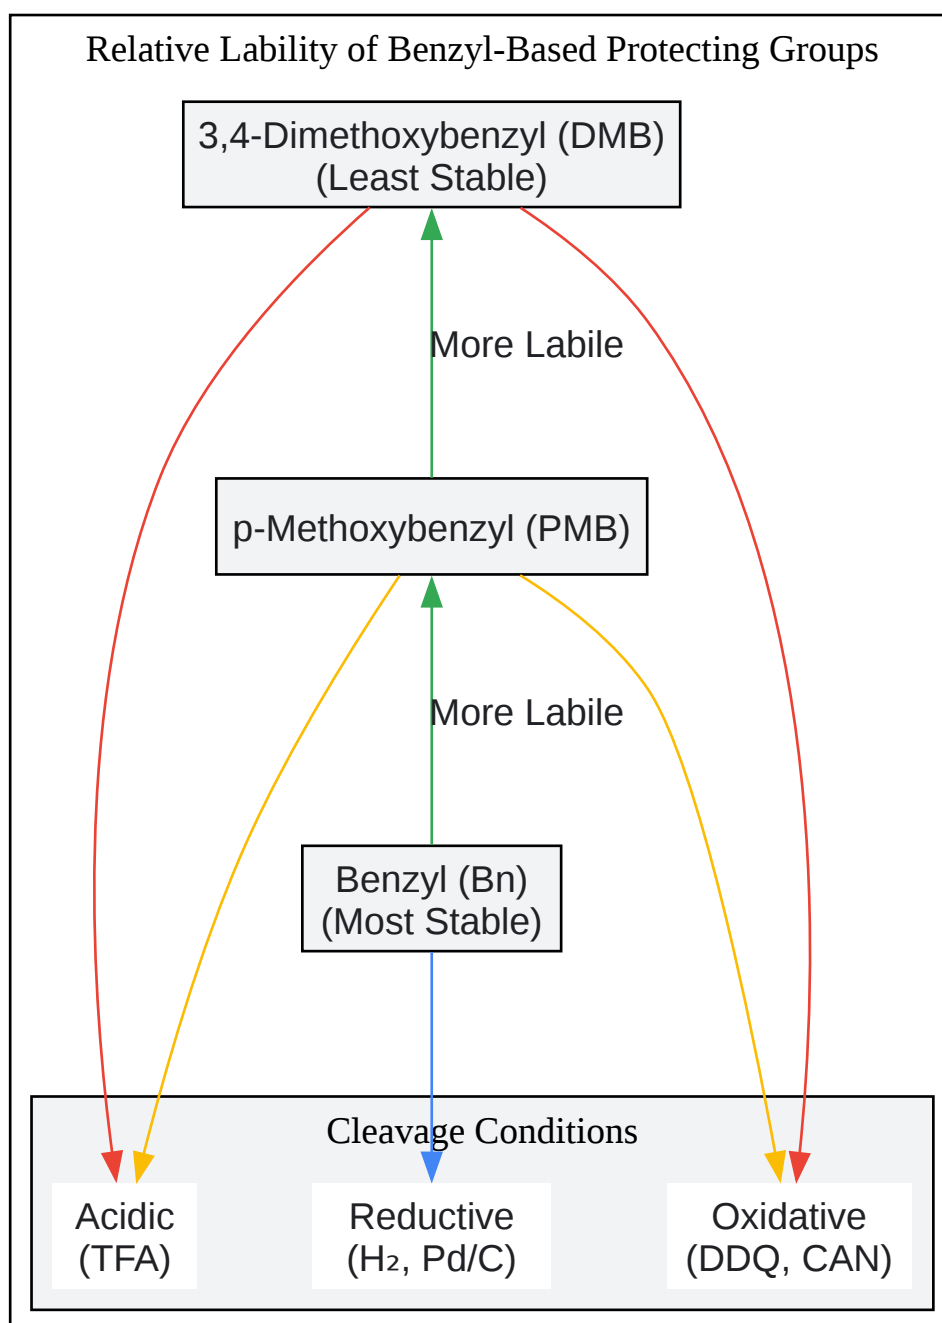 Relative Lability of Benzyl-Based Protecting Groups
3,4-Dimethoxybenzyl (DMB)
(Least Stable)
More Labile
p-Methoxybenzyl (PMB)
More Labile
Benzyl (Bn)
(Most Stable)
Cleavage Conditions
Acidic
(TFA)
Reductive
(H₂, Pd/C)
Oxidative
(DDQ, CAN)